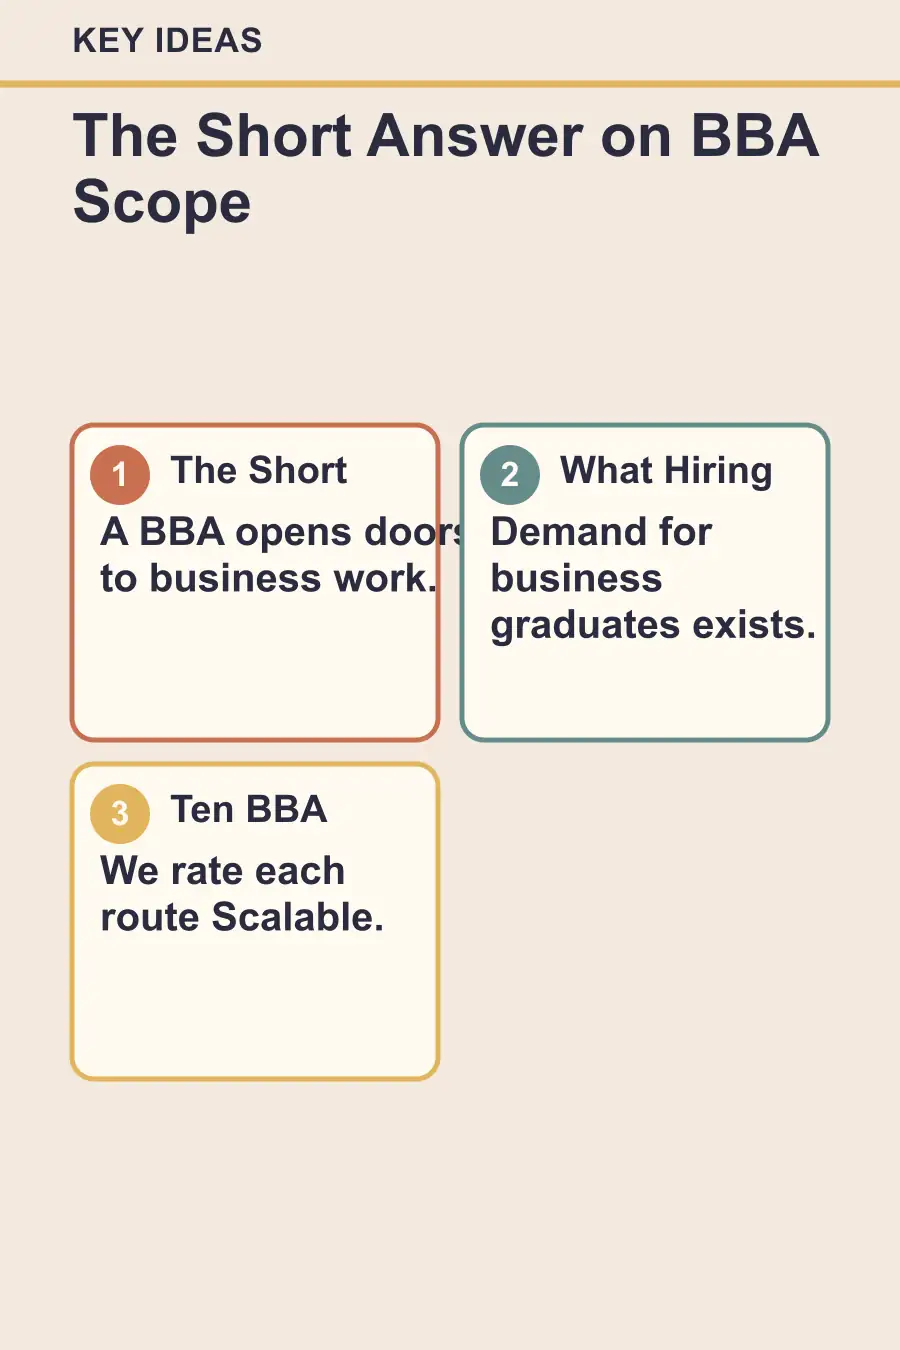 KEY IDEAS
The Short Answer on BBA
Scope
1 The Short
A BBA opens doors
to business work.
2 What Hiring
Demand for
business
graduates exists.
3 Ten BBA
We rate each
route Scalable.